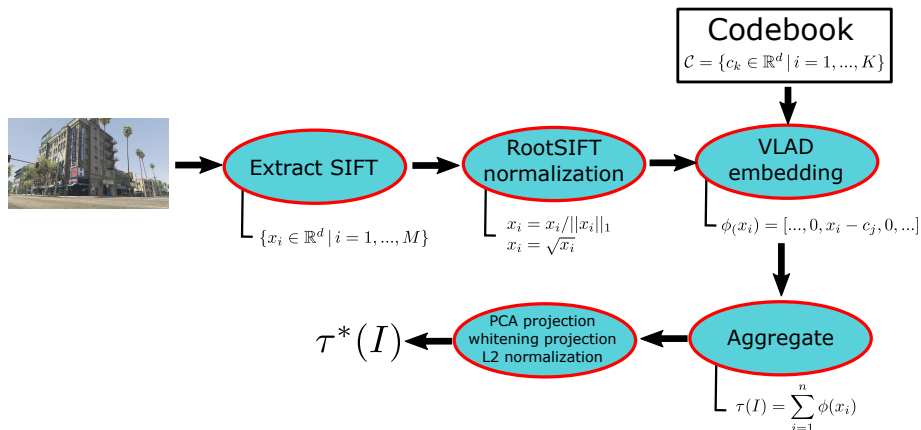 Codebook
𝒞 = {c_k ∈ ℝ^d | i = 1, ..., K}
Extract SIFT
RootSIFT
normalization
VLAD
embedding
{x_i ∈ ℝ^d | i = 1, ..., M}
x_i = x_i/||x_i||_1
x_i = √x_i
ϕ_(x_i) = [..., 0, x_i − c_j, 0, ...]
τ*(I)
PCA projection
whitening projection
L2 normalization
Aggregate
τ(I) = ∑_{i=1}^{n} ϕ(x_i)